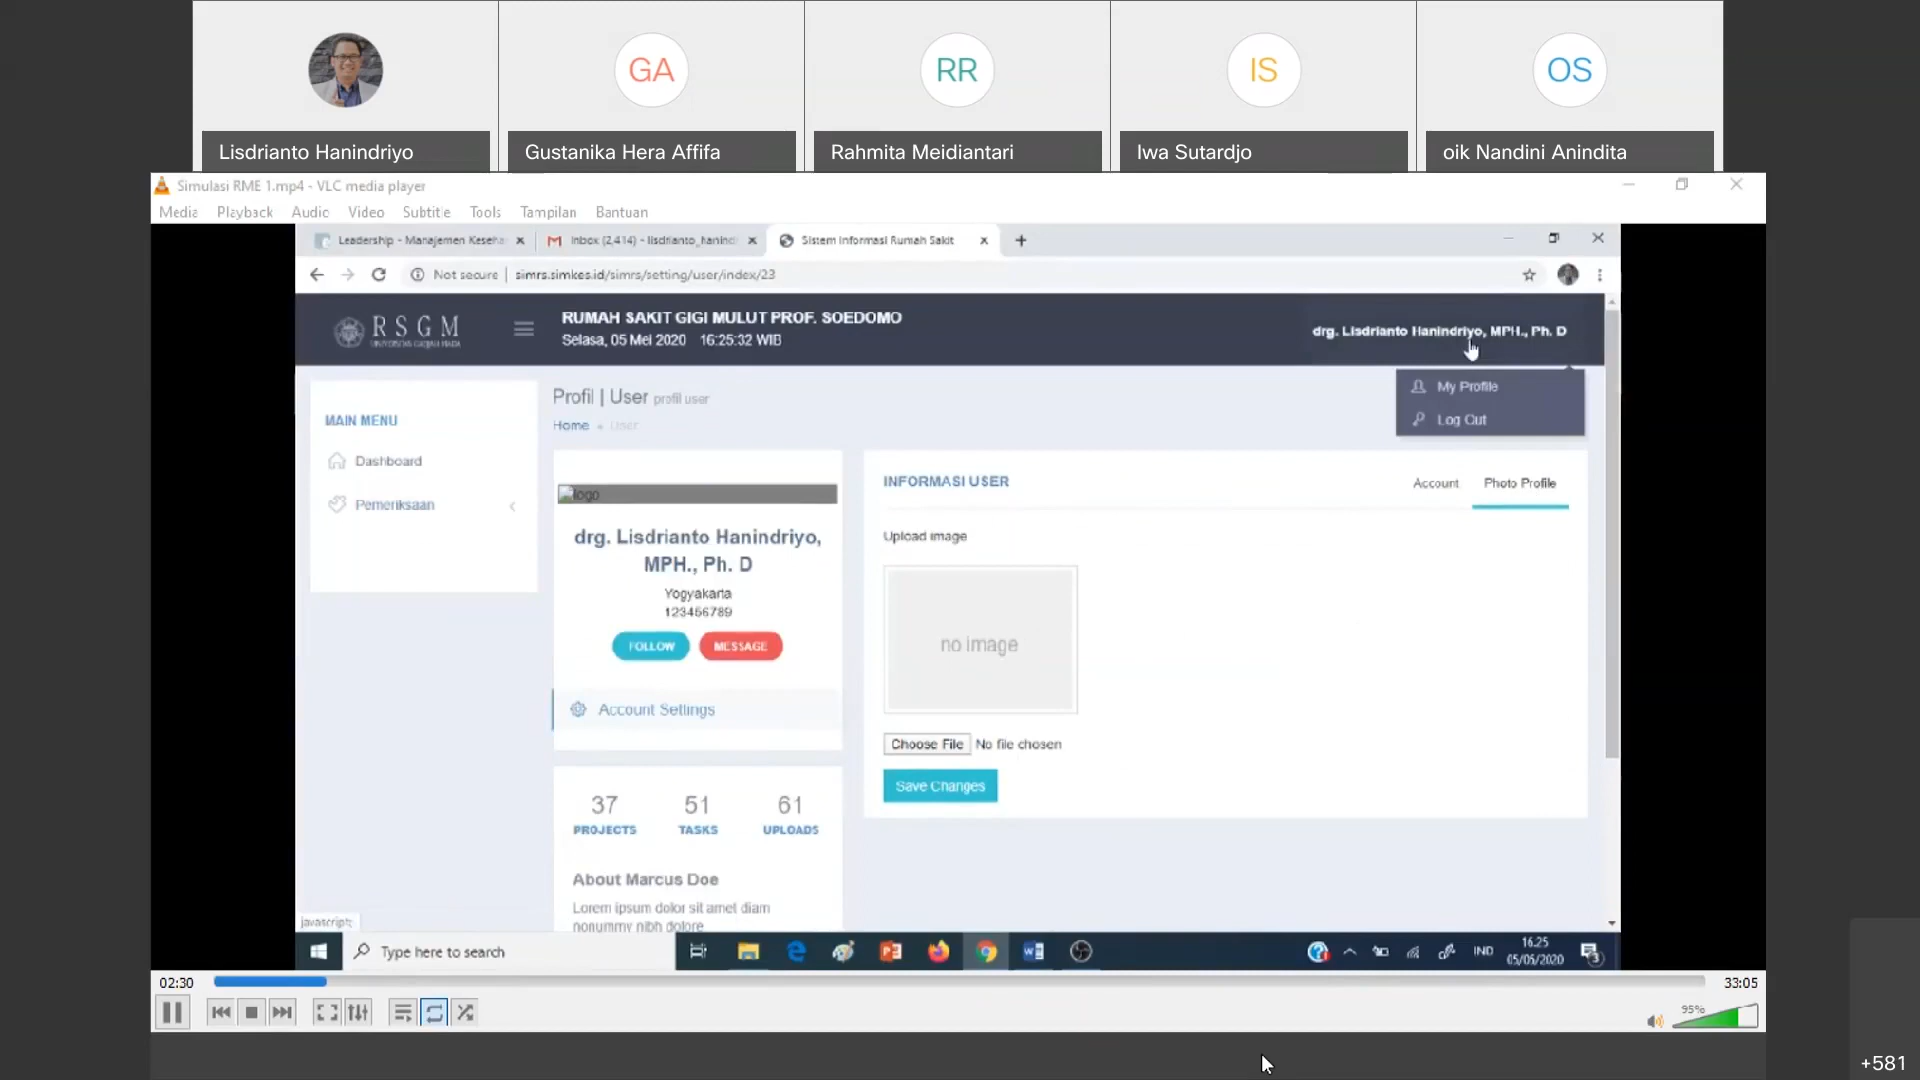 GA
RR
IS
OS
Lisdrianto Hanindriyo
Gustanika Hera Affifa
Rahmita Meidiantari
Iwa Sutardjo
oik Nandini Anindita
Simulasi RME 1.mp4 - VLC media player
Media Playback Audio Video Subtitle Tools Tampilan Bantuan
Leadership - Manajemen Keseha
Inbox (2,414) - lisdrianto_hanind
Sistem Informasi Rumah Sakit
Not secure | simrs.simkes.id/simrs/setting/user/index/23
RSGM
UNIVERSITAS GADJAH MADA
RUMAH SAKIT GIGI MULUT PROF. SOEDOMO
Selasa, 05 Mei 2020 16:25:32 WIB
drg. Lisdrianto Hanindriyo, MPH., Ph. D
My Profile
Log Out
MAIN MENU
Dashboard
Pemeriksaan
Profil | User profil user
Home User
logo
drg. Lisdrianto Hanindriyo,
MPH., Ph. D
Yogyakarta
123456789
FOLLOW MESSAGE
Account Settings
37 51 61
PROJECTS TASKS UPLOADS
About Marcus Doe
Lorem ipsum dolor sit amet diam
nonummy nibh dolore
INFORMASI USER
Account Photo Profile
Upload image
no image
Choose File No file chosen
Save Changes
javascript:
Type here to search
IND
16.25
05/05/2020
3
02:30
33:05
95%
+581